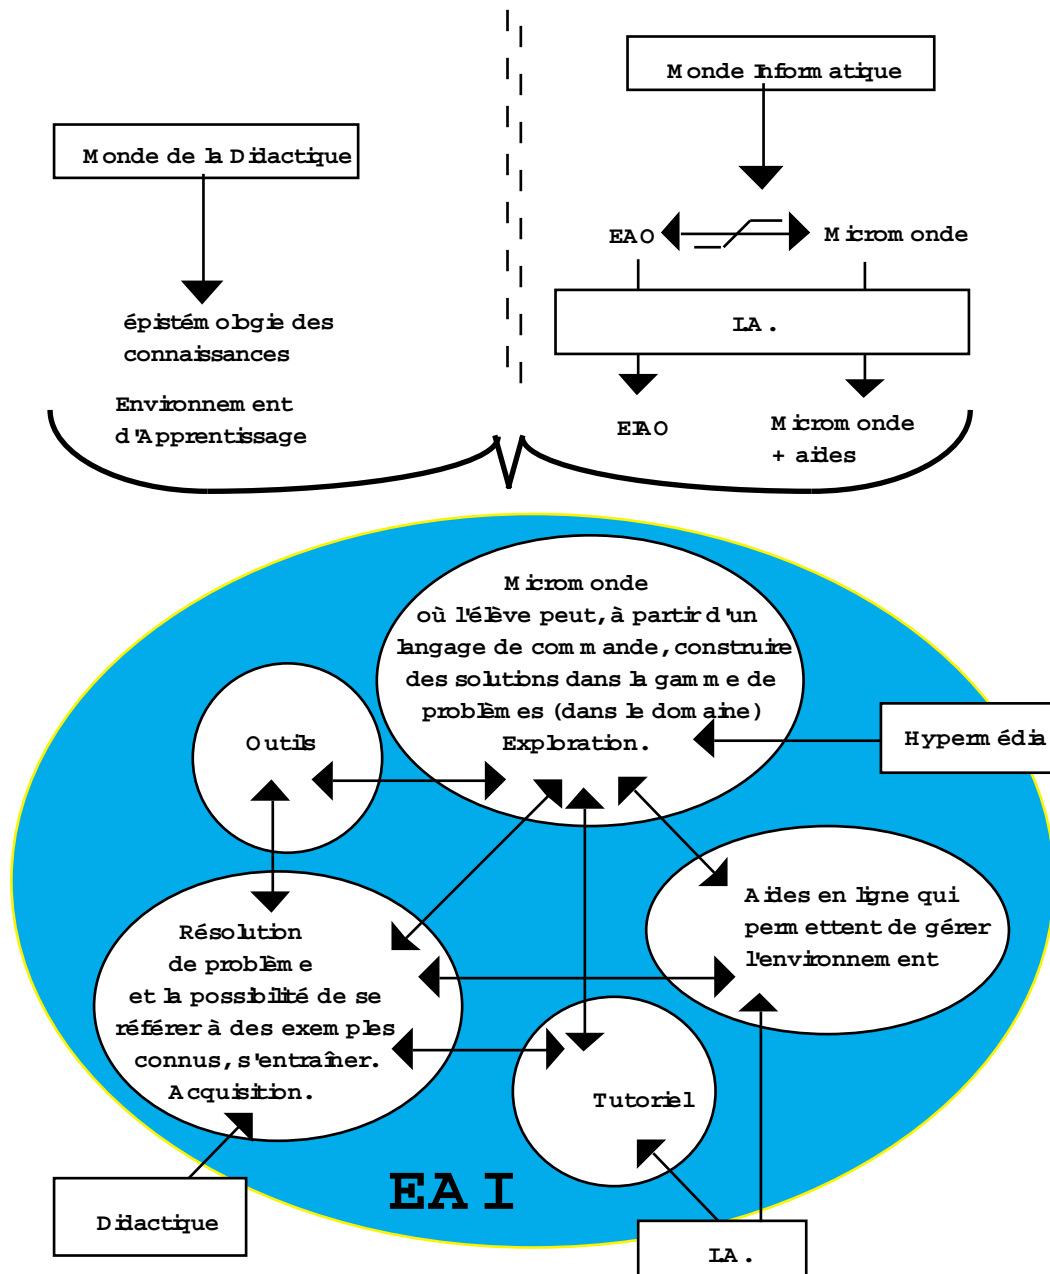 Monde Informatique
Monde de la Didactique
EAO
Micromonde
I.A.
épistémologie des
connaissances
Environnement
d'Apprentissage
EIAO
Micromonde
+ aides
Micromonde
où l'élève peut, à partir d'un
langage de commande, construire
des solutions dans la gamme de
problèmes (dans le domaine)
Exploration.
Outils
Hypermédia
Aides en ligne qui
permettent de gérer
l'environnement
Résolution
de problème
et la possibilité de se
référer à des exemples
connus, s'entraîner.
Acquisition.
Tutoriel
EAI
Didactique
I.A.